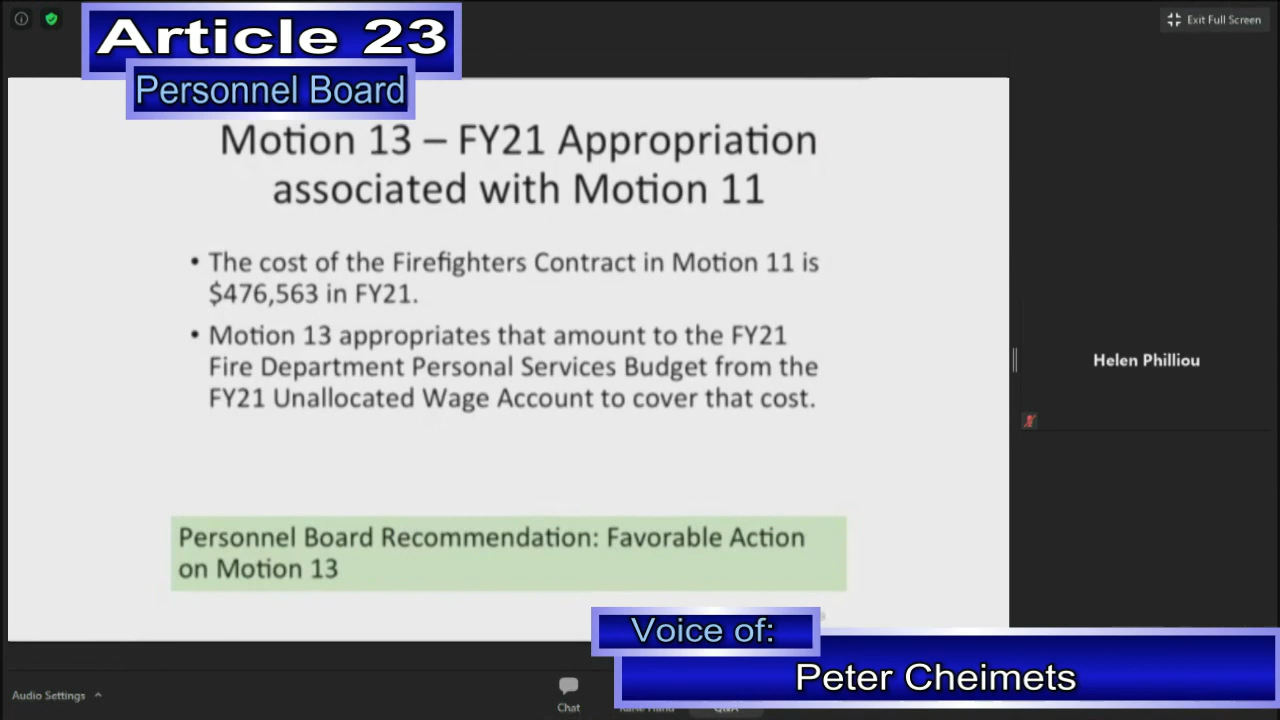 Article 23
Exit Full Screen
Personnel Board
Motion 13 – FY21 Appropriation
associated with Motion 11
• The cost of the Firefighters Contract in Motion 11 is
$476,563 in FY21.
• Motion 13 appropriates that amount to the FY21
Fire Department Personal Services Budget from the
FY21 Unallocated Wage Account to cover that cost.
Helen Philliou
Personnel Board Recommendation: Favorable Action
on Motion 13
Voice of:
Peter Cheimets
Audio Settings
Chat